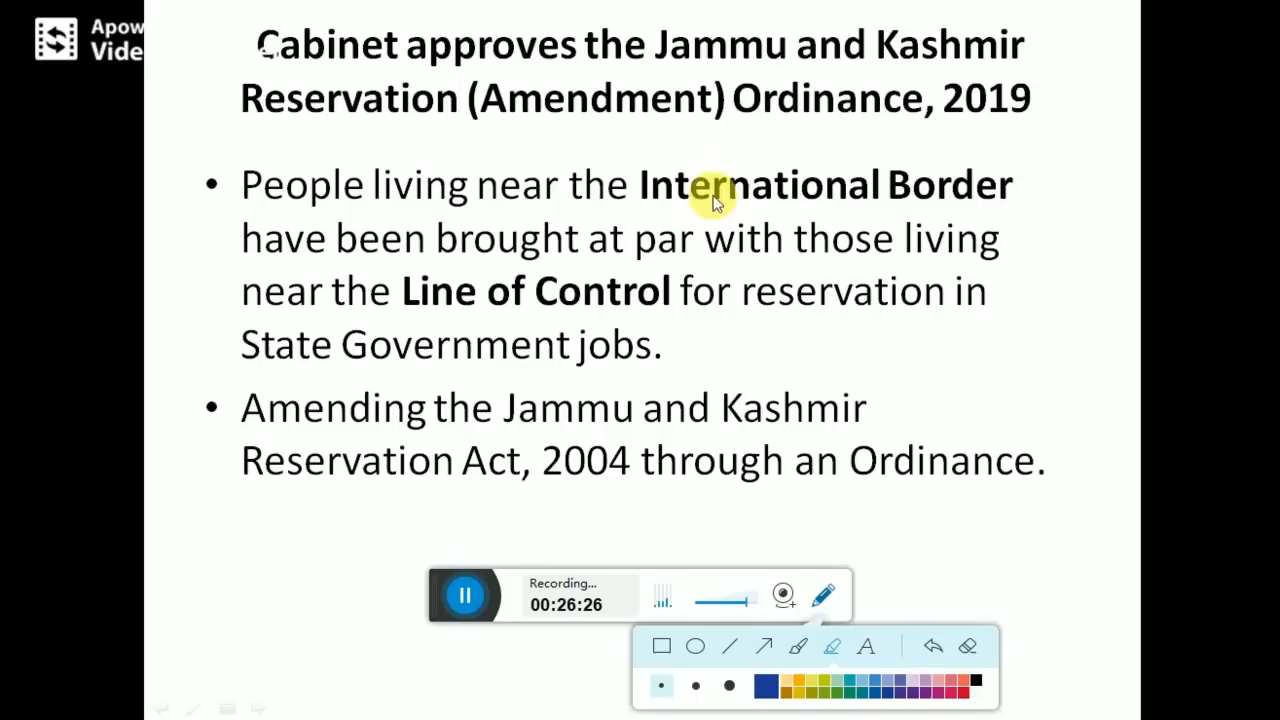 Apow
Vide
Cabinet approves the Jammu and Kashmir
Reservation (Amendment) Ordinance, 2019
• People living near the International Border
have been brought at par with those living
near the Line of Control for reservation in
State Government jobs.
• Amending the Jammu and Kashmir
Reservation Act, 2004 through an Ordinance.
Recording...
00:26:26
A